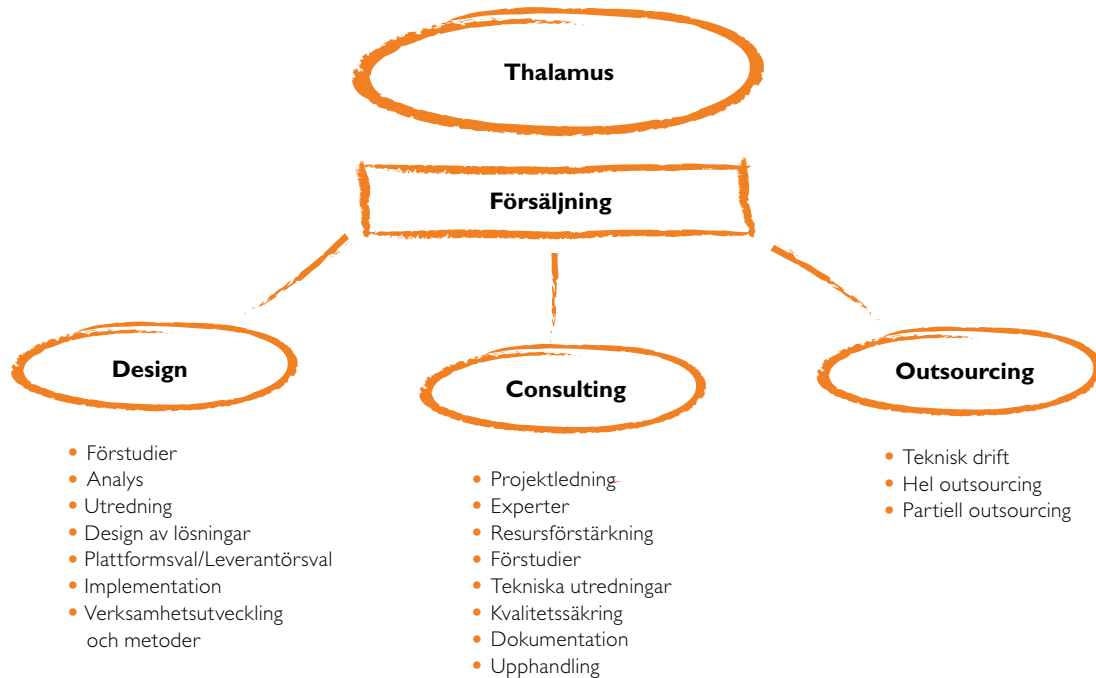 Thalamus
Försäljning
Design
• Förstudier
• Analys
• Utredning
• Design av lösningar
• Plattformsval/Leverantörsval
• Implementation
• Verksamhetsutveckling
och metoder
Consulting
• Projektledning
• Experter
• Resursförstärkning
• Förstudier
• Tekniska utredningar
• Kvalitetssäkring
• Dokumentation
• Upphandling
Outsourcing
• Teknisk drift
• Hel outsourcing
• Partiell outsourcing